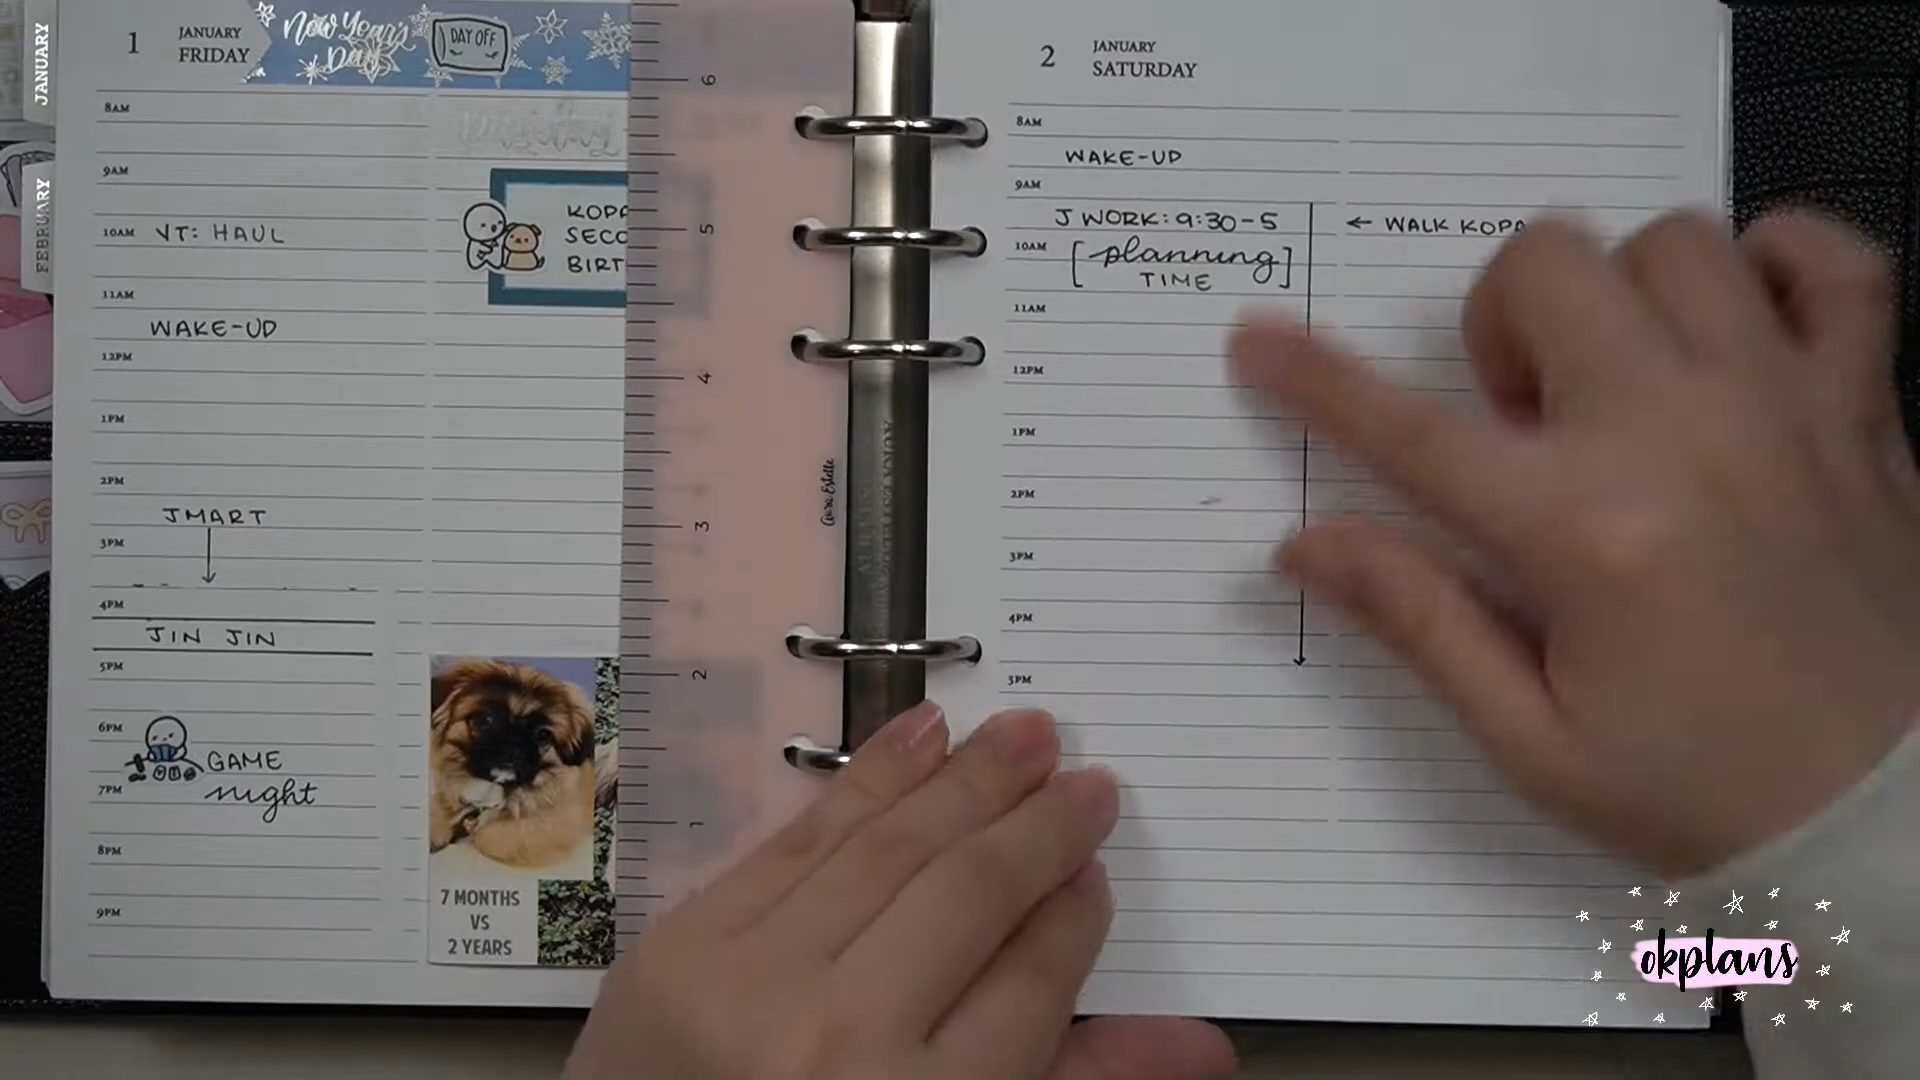 JANUARY
FEBRUARY
1
JANUARY
FRIDAY
New Year's
Day
DAY OFF
8AM
9AM
KOPA
SECO
BIRT
10AM VT: HAUL
11AM
WAKE-UP
12PM
1PM
2PM
JMART
3PM
4PM
JIN JIN
5PM
6PM
GAME
night
7PM
8PM
9PM
7 MONTHS
VS
2 YEARS
6
5
4
3
2
1
2
JANUARY
SATURDAY
8AM
WAKE-UP
9AM
J WORK: 9:30-5
← WALK KOPA
10AM
[planning]
TIME
11AM
12PM
1PM
2PM
3PM
4PM
5PM
okplans